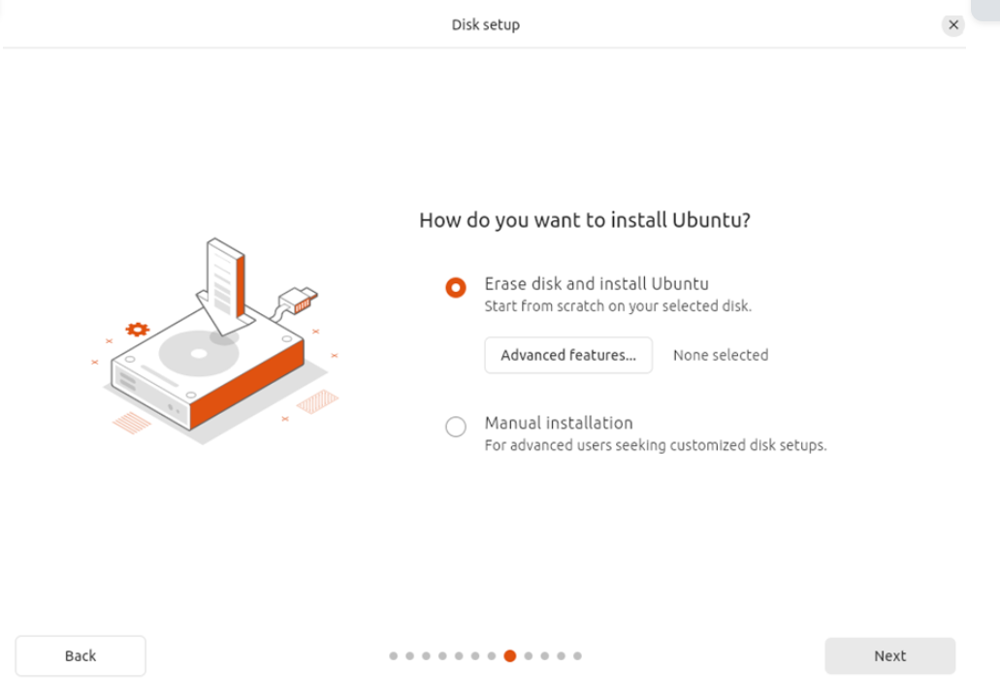 Disk setup
How do you want to install Ubuntu?
Erase disk and install Ubuntu
Start from scratch on your selected disk.
Advanced features... None selected
Manual installation
For advanced users seeking customized disk setups.
Back Next